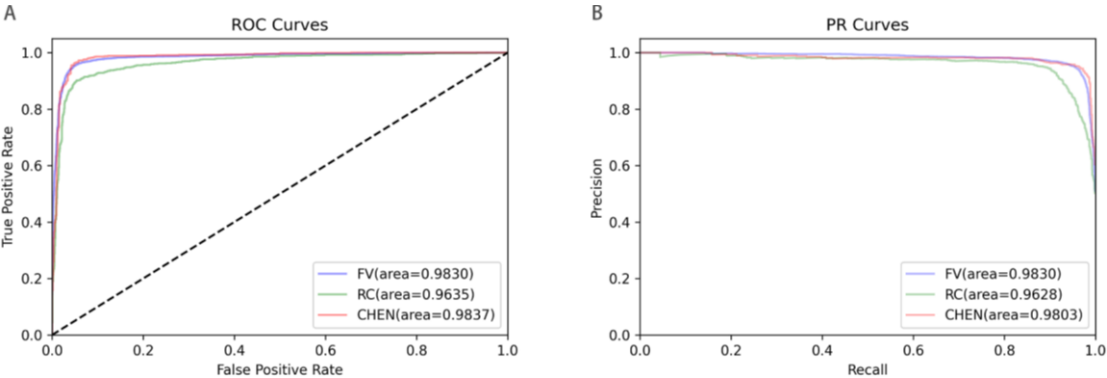 A
ROC Curves
True Positive Rate
1.0
0.8
0.6
0.4
0.2
0.0
FV(area=0.9830)
RC(area=0.9635)
CHEN(area=0.9837)
0.0 0.2 0.4 0.6 0.8 1.0
False Positive Rate
B
PR Curves
Precision
1.0
0.8
0.6
0.4
0.2
0.0
FV(area=0.9830)
RC(area=0.9628)
CHEN(area=0.9803)
0.0 0.2 0.4 0.6 0.8 1.0
Recall